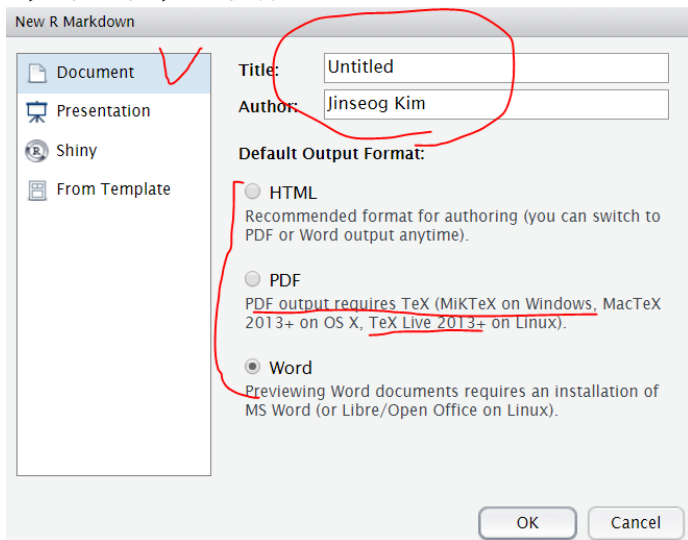 New R Markdown
Document
Presentation
Shiny
From Template
Title: Untitled
Author: Jinseog Kim
Default Output Format:
HTML
Recommended format for authoring (you can switch to
PDF or Word output anytime).
PDF
PDF output requires TeX (MiKTeX on Windows, MacTeX
2013+ on OS X, TeX Live 2013+ on Linux).
Word
Previewing Word documents requires an installation of
MS Word (or Libre/Open Office on Linux).
OK Cancel